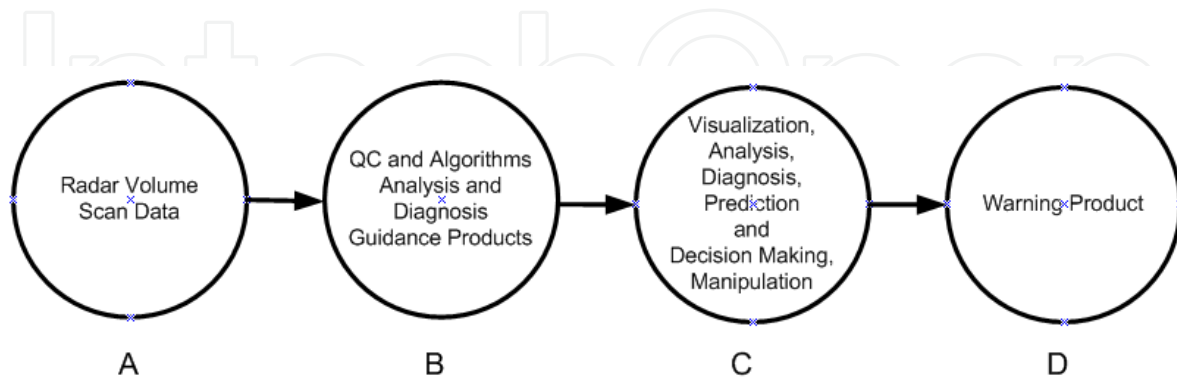 IntechOpen
Radar Volume
Scan Data
QC and Algorithms
Analysis and
Diagnosis
Guidance Products
Visualization,
Analysis,
Diagnosis,
Prediction
and
Decision Making,
Manipulation
Warning Product
A
B
C
D